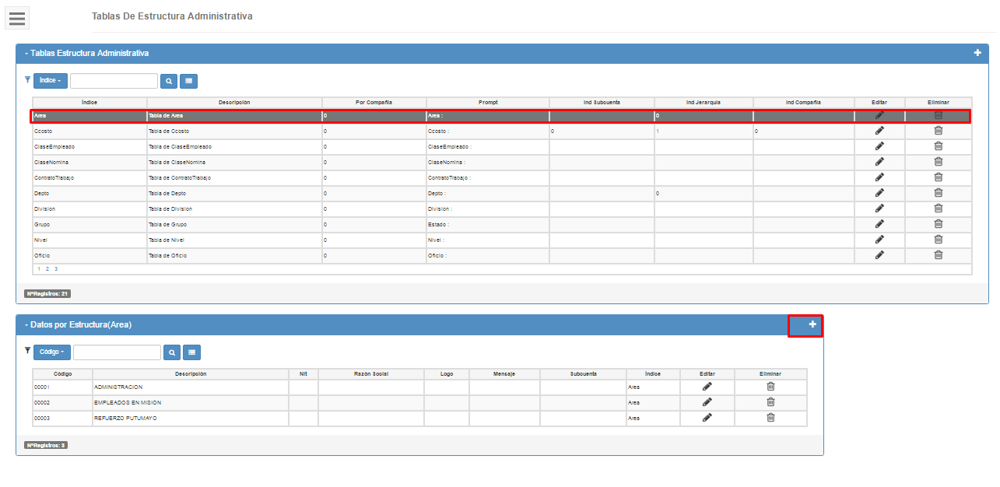 Tablas De Estructura Administrativa
- Tablas Estructura Administrativa
Índice
Índice Descripción Por Compañía Prompt Ind Subcuenta Ind Jerarquía Ind Compañía Editar Eliminar
Area Tabla de Area 0 Area : 0
Ccosto Tabla de Ccosto 0 Ccosto : 0 1 0
ClaseEmpleado Tabla de ClaseEmpleado 0 ClaseEmpleado :
ClaseNomina Tabla de ClaseNomina 0 ClaseNomina :
ContratoTrabajo Tabla de ContratoTrabajo 0 ContratoTrabajo :
Depto Tabla de Depto 0 Depto : 0
Division Tabla de Division 0 Division :
Grupo Tabla de Grupo 0 Estado :
Nivel Tabla de Nivel 0 Nivel :
Oficio Tabla de Oficio 0 Oficio :
1 2 3
NºRegistros: 21
- Datos por Estructura(Area)
Código
Código Descripción Nit Razón Social Logo Mensaje Subcuenta Índice Editar Eliminar
00001 ADMINISTRACION Area
00002 EMPLEADOS EN MISION Area
00003 REFUERZO PUTUMAYO Area
NºRegistros: 3